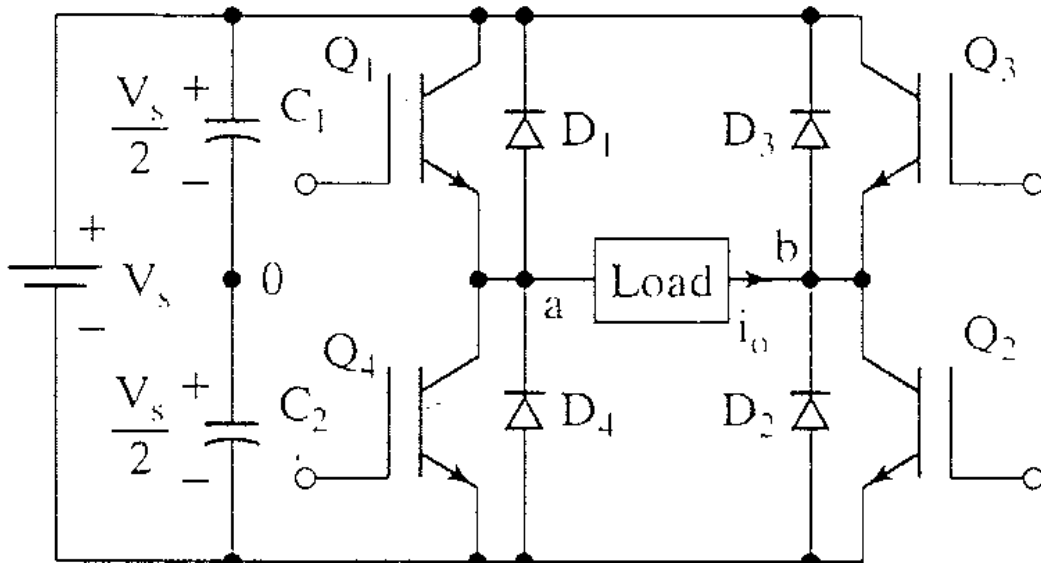 Q₁
Q₃
Vₛ/2
+
−
C₁
D₁
D₃
+
Vₛ
−
0
a
Load
b
iₒ
Q₄
Q₂
Vₛ/2
+
−
C₂
D₄
D₂